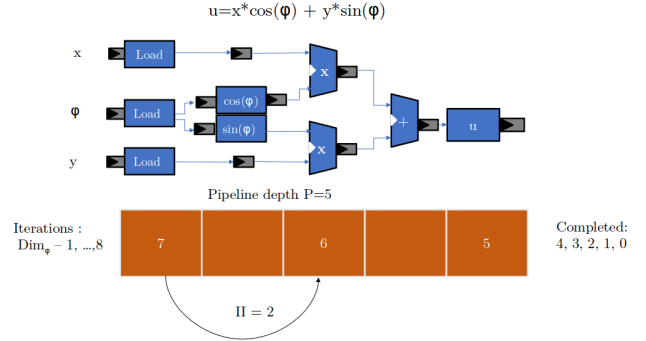 u=x*cos(φ) + y*sin(φ)
x
Load
x
φ
Load
cos(φ)
sin(φ)
+
u
y
Load
x
Pipeline depth P=5
Iterations :
Dim_φ – 1, …,8
7
6
5
Completed:
4, 3, 2, 1, 0
II = 2